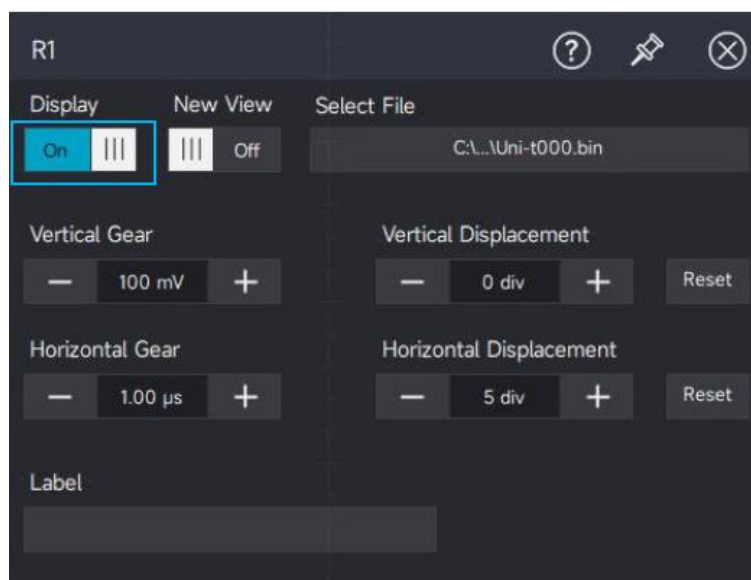 R1
Display New View Select File
On Off C:\...\Uni-t000.bin
Vertical Gear Vertical Displacement
100 mV 0 div Reset
Horizontal Gear Horizontal Displacement
1.00 μs 5 div Reset
Label